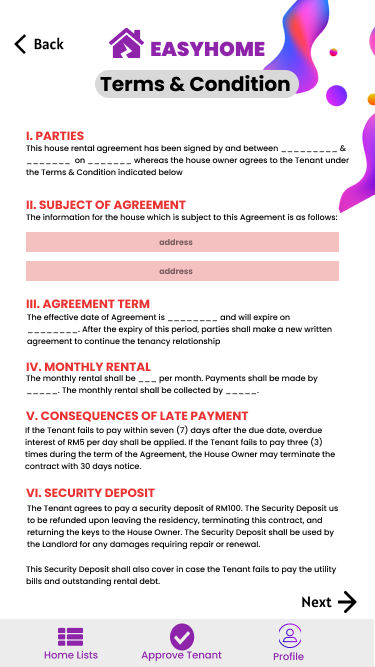 Back
EASYHOME
Terms & Condition
I. PARTIES
This house rental agreement has been signed by and between _________ &
_______ on _______ whereas the house owner agrees to the Tenant under
the Terms & Condition indicated below
II. SUBJECT OF AGREEMENT
The information for the house which is subject to this Agreement is as follows:
address
address
III. AGREEMENT TERM
The effective date of Agreement is ________ and will expire on
________. After the expiry of this period, parties shall make a new written
agreement to continue the tenancy relationship
IV. MONTHLY RENTAL
The monthly rental shall be ___ per month. Payments shall be made by
_____. The monthly rental shall be collected by _____.
V. CONSEQUENCES OF LATE PAYMENT
If the Tenant fails to pay within seven (7) days after the due date, overdue
interest of RM5 per day shall be applied. If the Tenant fails to pay three (3)
times during the term of the Agreement, the House Owner may terminate the
contract with 30 days notice.
VI. SECURITY DEPOSIT
The Tenant agrees to pay a security deposit of RM100. The Security Deposit us
to be refunded upon leaving the residency, terminating this contract, and
returning the keys to the House Owner. The Security Deposit shall be used by
the Landlord for any damages requiring repair or renewal.
This Security Deposit shall also cover in case the Tenant fails to pay the utility
bills and outstanding rental debt.
Next
Home Lists
Approve Tenant
Profile